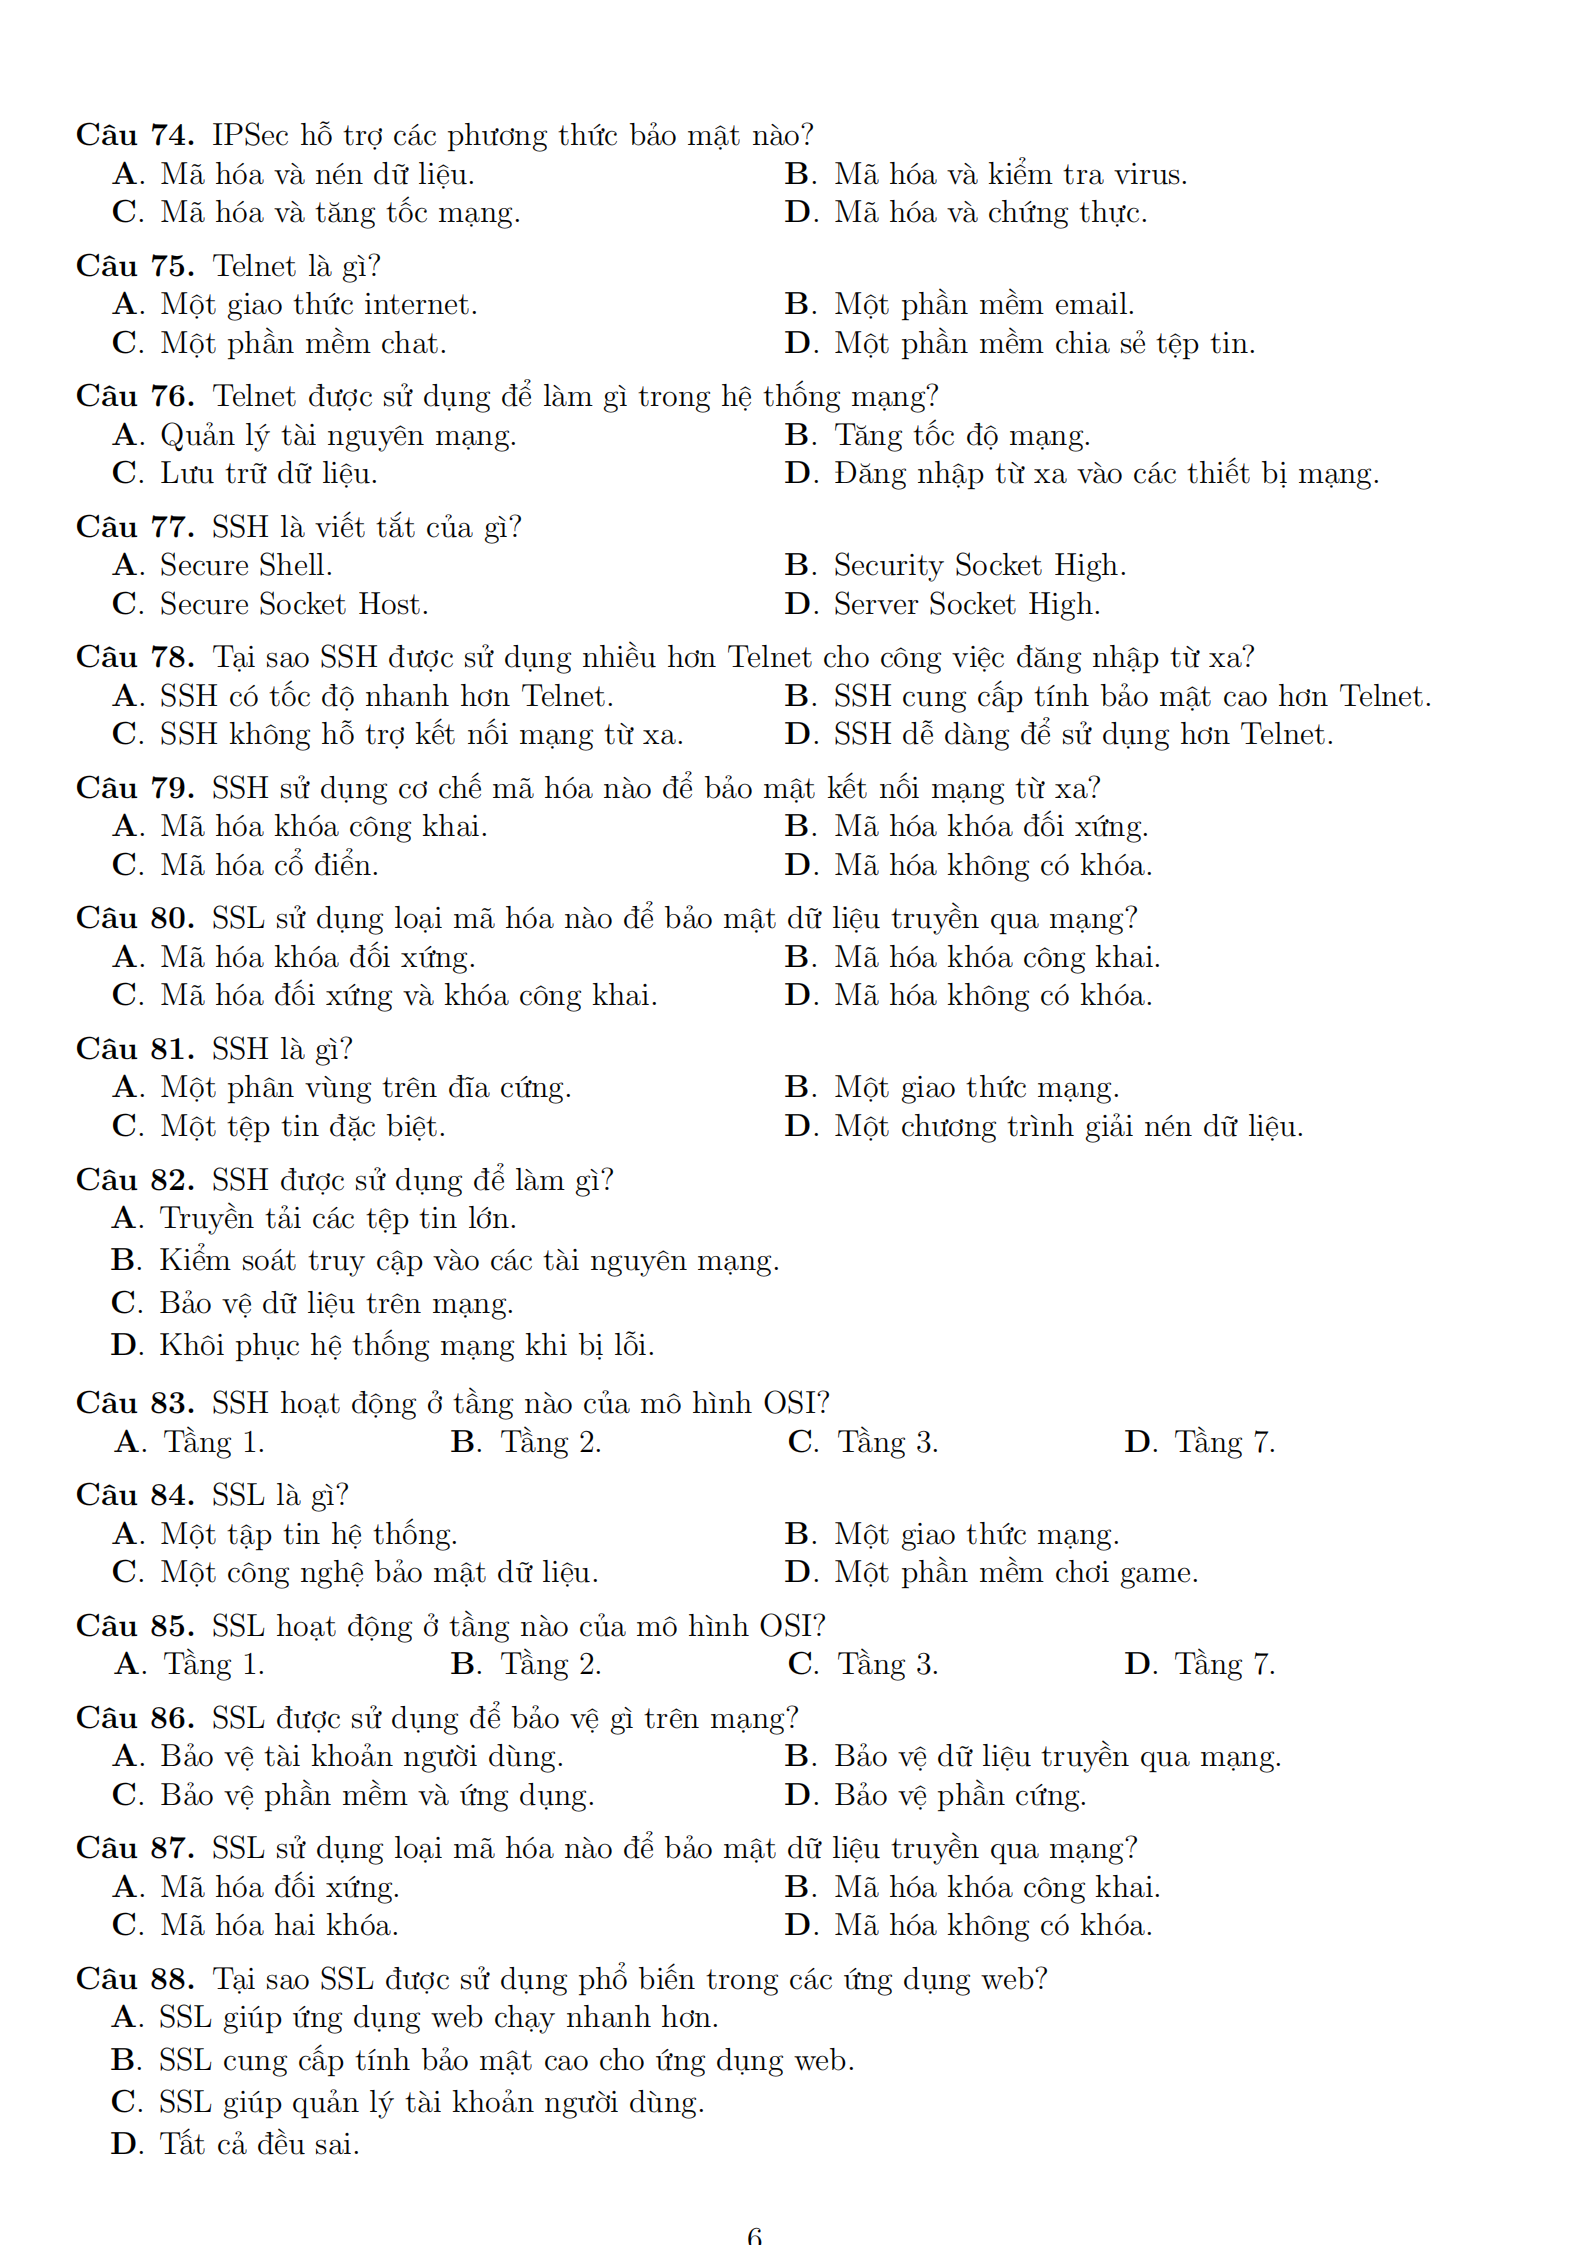 Câu 74. IPSec hỗ trợ các phương thức bảo mật nào?
A. Mã hóa và nén dữ liệu. B. Mã hóa và kiểm tra virus.
C. Mã hóa và tăng tốc mạng. D. Mã hóa và chứng thực.
Câu 75. Telnet là gì?
A. Một giao thức internet. B. Một phần mềm email.
C. Một phần mềm chat. D. Một phần mềm chia sẻ tệp tin.
Câu 76. Telnet được sử dụng để làm gì trong hệ thống mạng?
A. Quản lý tài nguyên mạng. B. Tăng tốc độ mạng.
C. Lưu trữ dữ liệu. D. Đăng nhập từ xa vào các thiết bị mạng.
Câu 77. SSH là viết tắt của gì?
A. Secure Shell. B. Security Socket High.
C. Secure Socket Host. D. Server Socket High.
Câu 78. Tại sao SSH được sử dụng nhiều hơn Telnet cho công việc đăng nhập từ xa?
A. SSH có tốc độ nhanh hơn Telnet. B. SSH cung cấp tính bảo mật cao hơn Telnet.
C. SSH không hỗ trợ kết nối mạng từ xa. D. SSH dễ dàng để sử dụng hơn Telnet.
Câu 79. SSH sử dụng cơ chế mã hóa nào để bảo mật kết nối mạng từ xa?
A. Mã hóa khóa công khai. B. Mã hóa khóa đối xứng.
C. Mã hóa cổ điển. D. Mã hóa không có khóa.
Câu 80. SSL sử dụng loại mã hóa nào để bảo mật dữ liệu truyền qua mạng?
A. Mã hóa khóa đối xứng. B. Mã hóa khóa công khai.
C. Mã hóa đối xứng và khóa công khai. D. Mã hóa không có khóa.
Câu 81. SSH là gì?
A. Một phân vùng trên đĩa cứng. B. Một giao thức mạng.
C. Một tệp tin đặc biệt. D. Một chương trình giải nén dữ liệu.
Câu 82. SSH được sử dụng để làm gì?
A. Truyền tải các tệp tin lớn.
B. Kiểm soát truy cập vào các tài nguyên mạng.
C. Bảo vệ dữ liệu trên mạng.
D. Khôi phục hệ thống mạng khi bị lỗi.
Câu 83. SSH hoạt động ở tầng nào của mô hình OSI?
A. Tầng 1. B. Tầng 2. C. Tầng 3. D. Tầng 7.
Câu 84. SSL là gì?
A. Một tập tin hệ thống. B. Một giao thức mạng.
C. Một công nghệ bảo mật dữ liệu. D. Một phần mềm chơi game.
Câu 85. SSL hoạt động ở tầng nào của mô hình OSI?
A. Tầng 1. B. Tầng 2. C. Tầng 3. D. Tầng 7.
Câu 86. SSL được sử dụng để bảo vệ gì trên mạng?
A. Bảo vệ tài khoản người dùng. B. Bảo vệ dữ liệu truyền qua mạng.
C. Bảo vệ phần mềm và ứng dụng. D. Bảo vệ phần cứng.
Câu 87. SSL sử dụng loại mã hóa nào để bảo mật dữ liệu truyền qua mạng?
A. Mã hóa đối xứng. B. Mã hóa khóa công khai.
C. Mã hóa hai khóa. D. Mã hóa không có khóa.
Câu 88. Tại sao SSL được sử dụng phổ biến trong các ứng dụng web?
A. SSL giúp ứng dụng web chạy nhanh hơn.
B. SSL cung cấp tính bảo mật cao cho ứng dụng web.
C. SSL giúp quản lý tài khoản người dùng.
D. Tất cả đều sai.
6